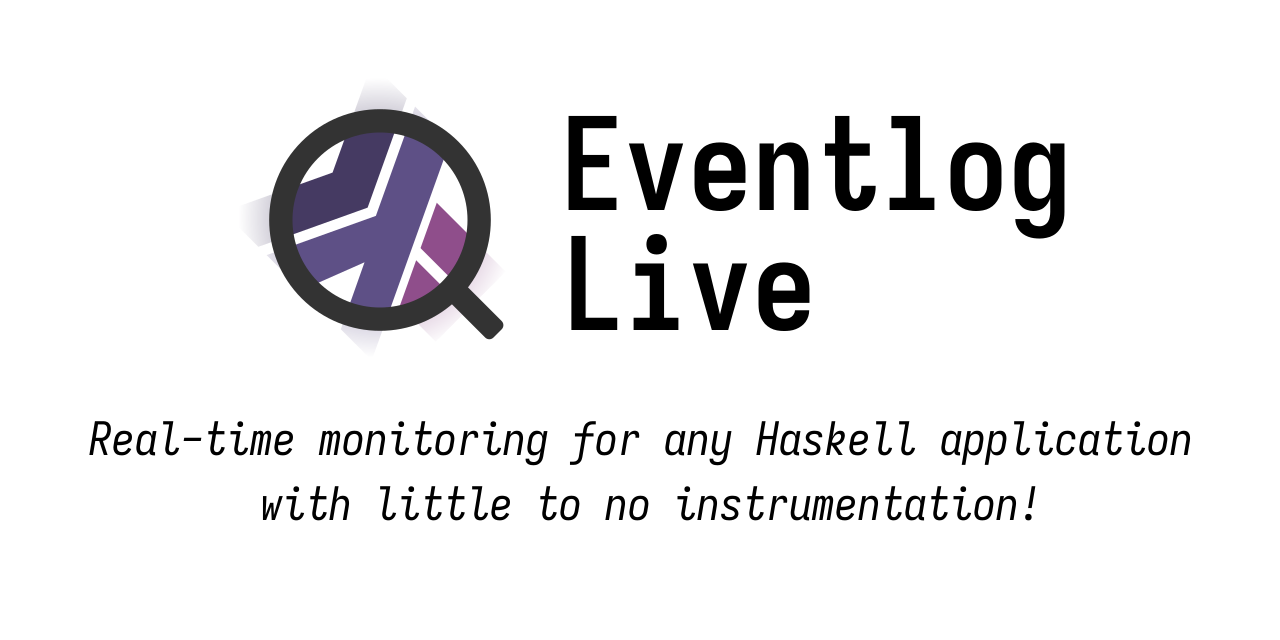 Eventlog
Live
Real-time monitoring for any Haskell application
with little to no instrumentation!